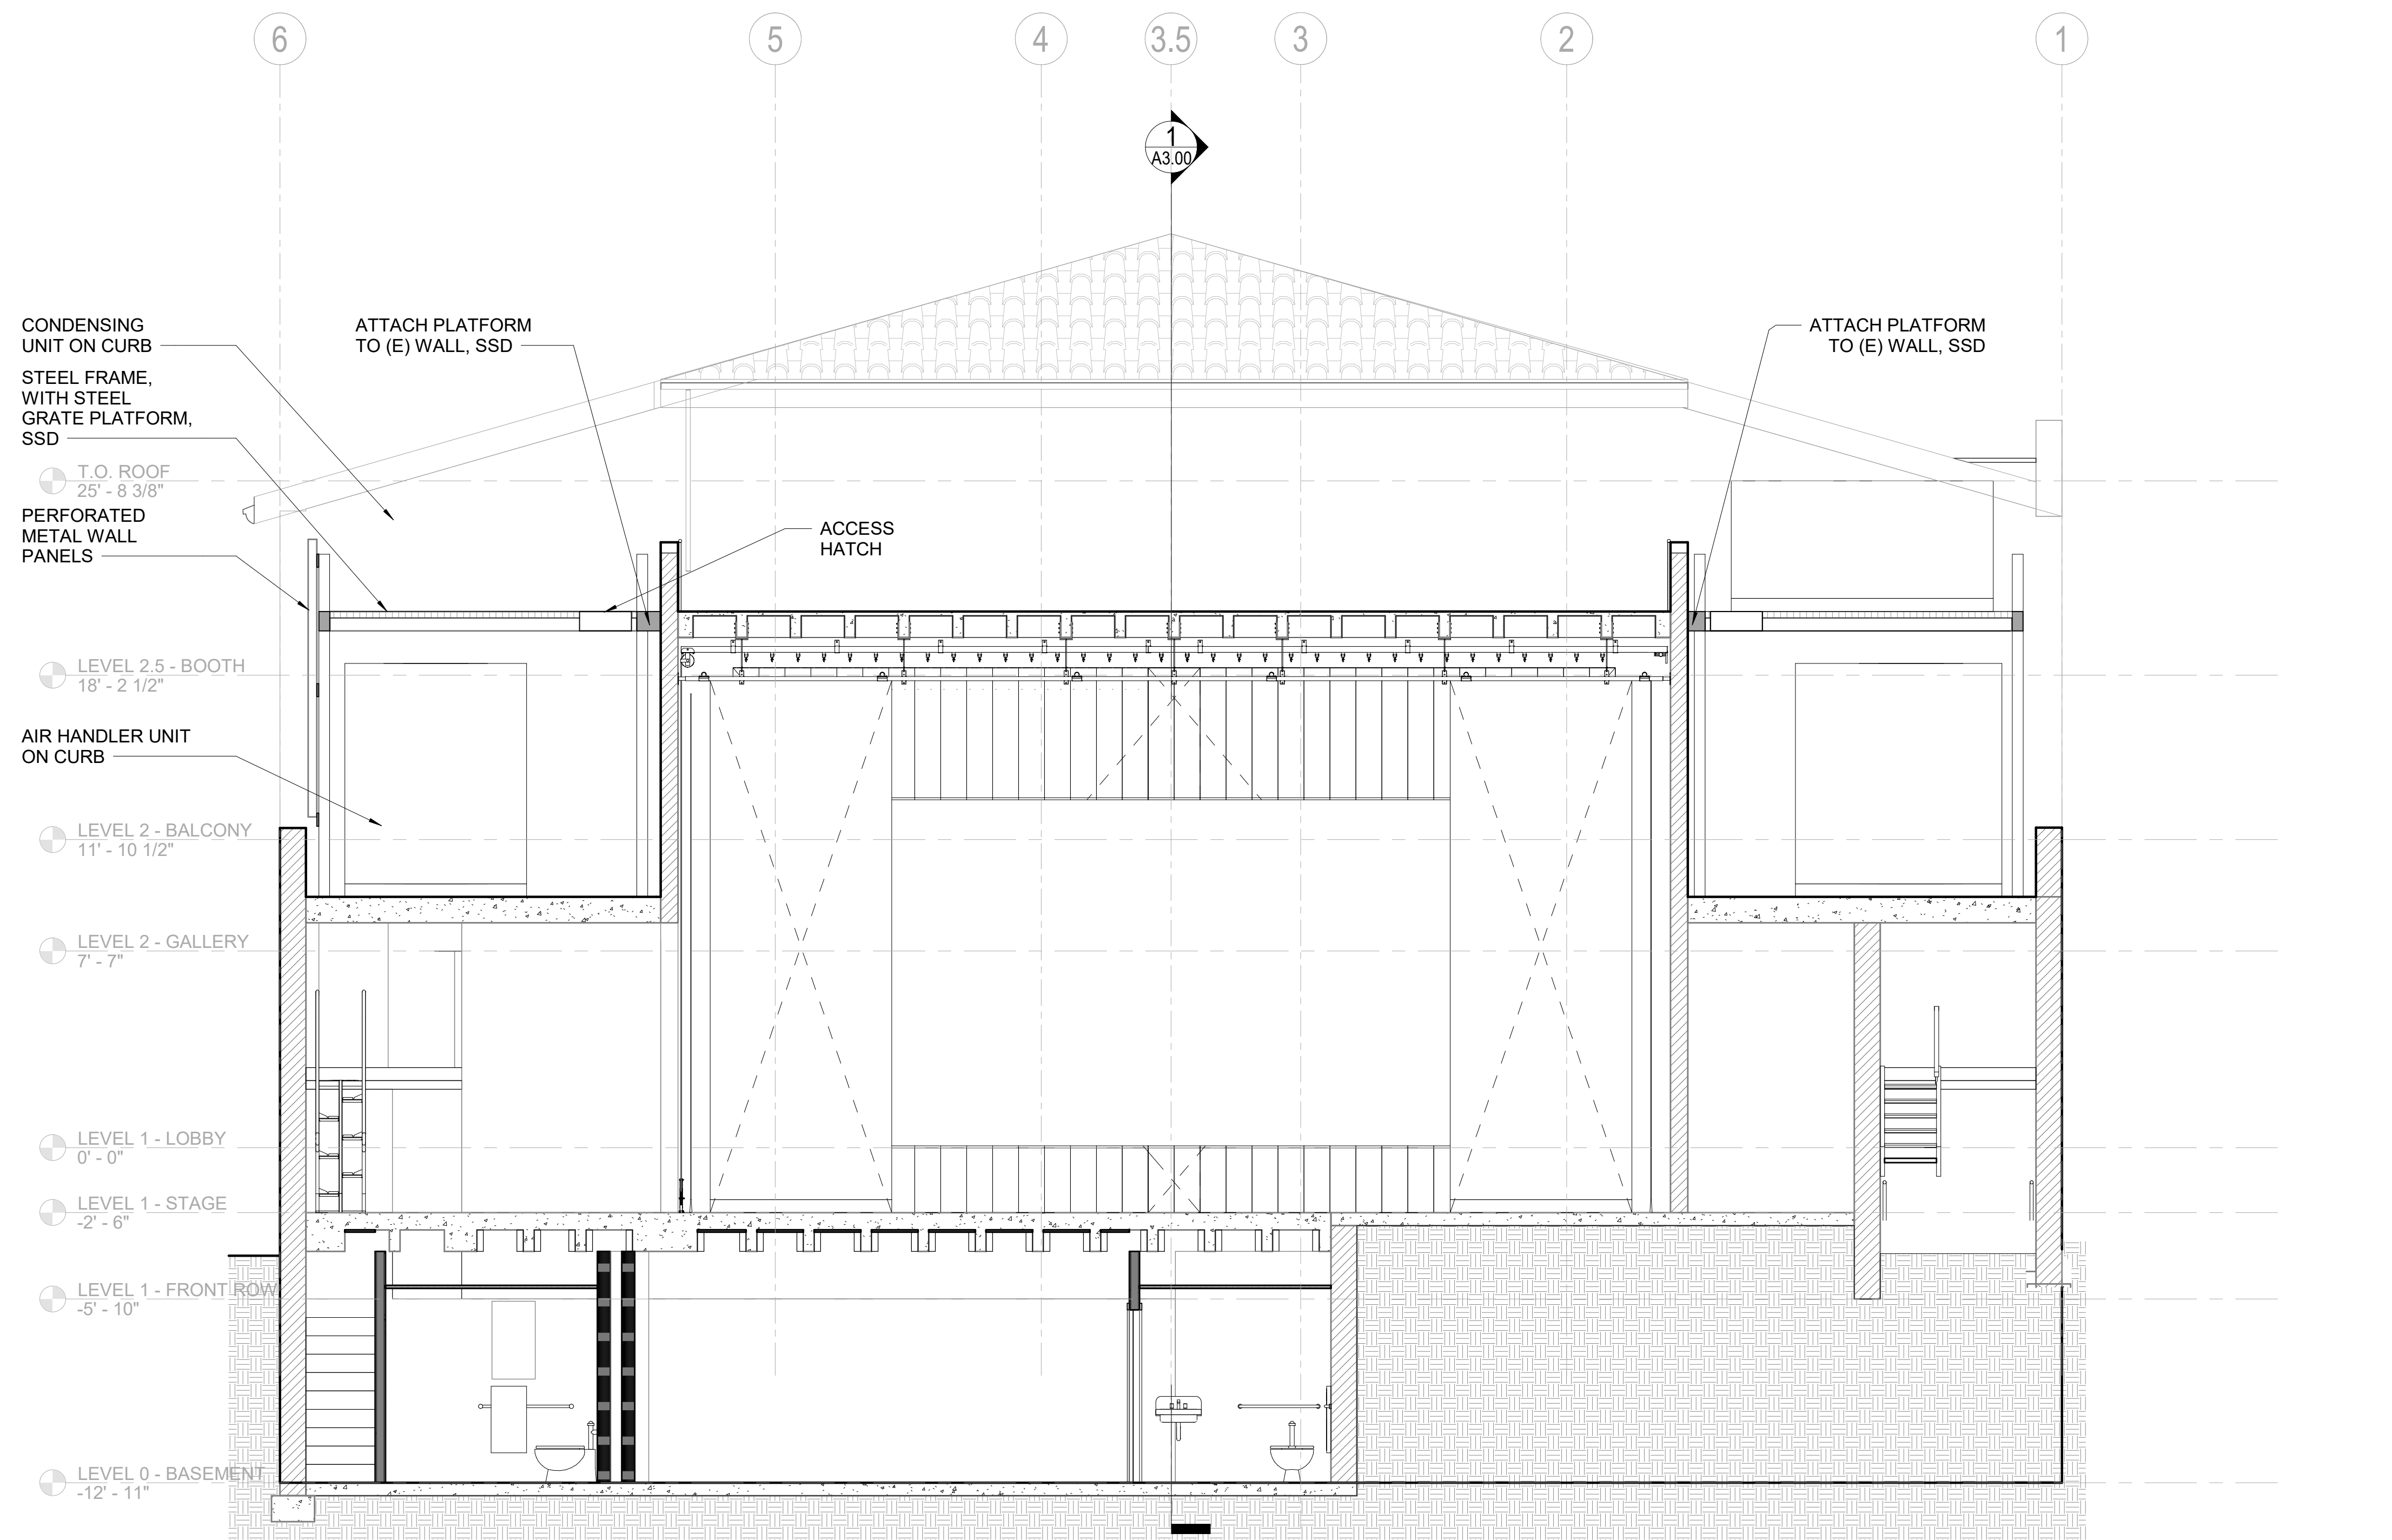 6
5
4
3.5
3
2
1
1
A3.00
CONDENSING
UNIT ON CURB
STEEL FRAME,
WITH STEEL
GRATE PLATFORM,
SSD
T.O. ROOF
25' - 8 3/8"
PERFORATED
METAL WALL
PANELS
ATTACH PLATFORM
TO (E) WALL, SSD
ACCESS
HATCH
ATTACH PLATFORM
TO (E) WALL, SSD
LEVEL 2.5 - BOOTH
18' - 2 1/2"
AIR HANDLER UNIT
ON CURB
LEVEL 2 - BALCONY
11' - 10 1/2"
LEVEL 2 - GALLERY
7' - 7"
LEVEL 1 - LOBBY
0' - 0"
LEVEL 1 - STAGE
-2' - 6"
LEVEL 1 - FRONT ROW
-5' - 10"
LEVEL 0 - BASEMENT
-12' - 11"